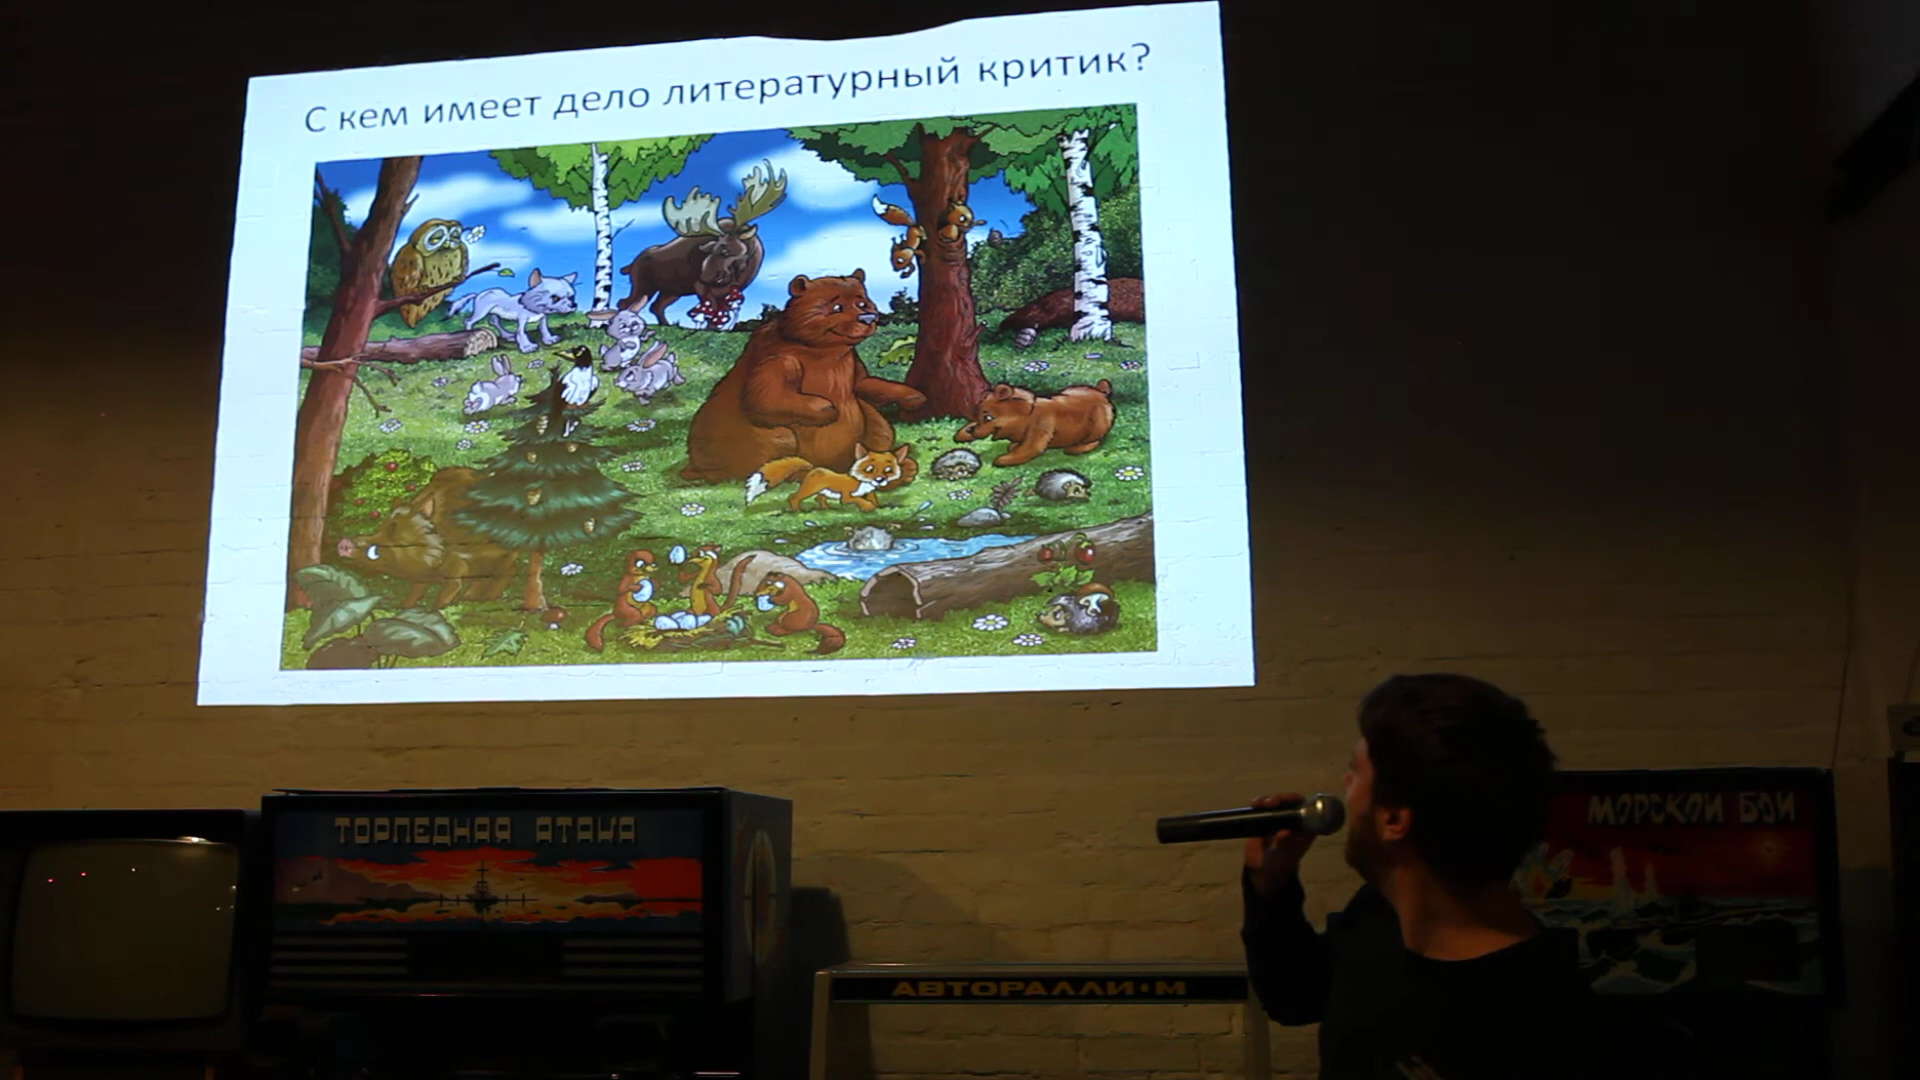 С кем имеет дело литературный критик?
ТОРПЕДНАЯ АТАКА
МОРСКОЙ БОЙ
АВТОРАЛЛИ·М